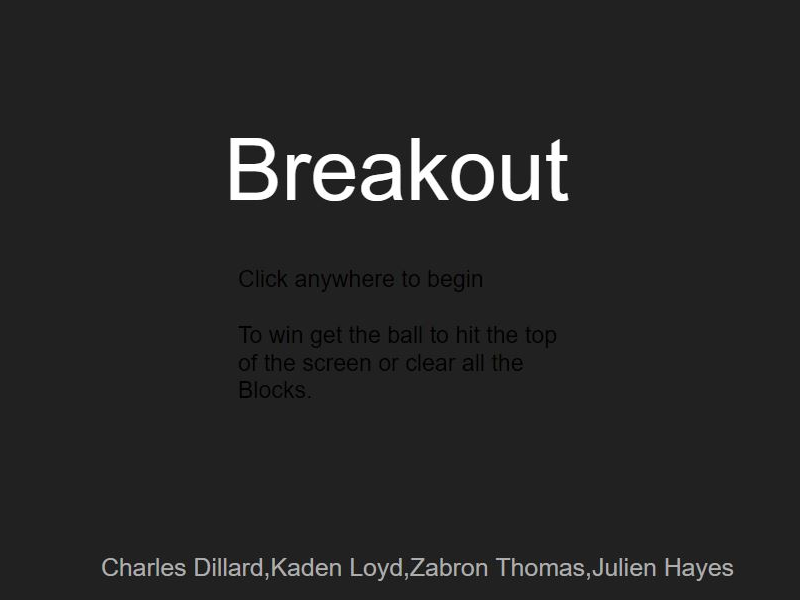 Breakout
Click anywhere to begin
To win get the ball to hit the top
of the screen or clear all the
Blocks.
Charles Dillard,Kaden Loyd,Zabron Thomas,Julien Hayes